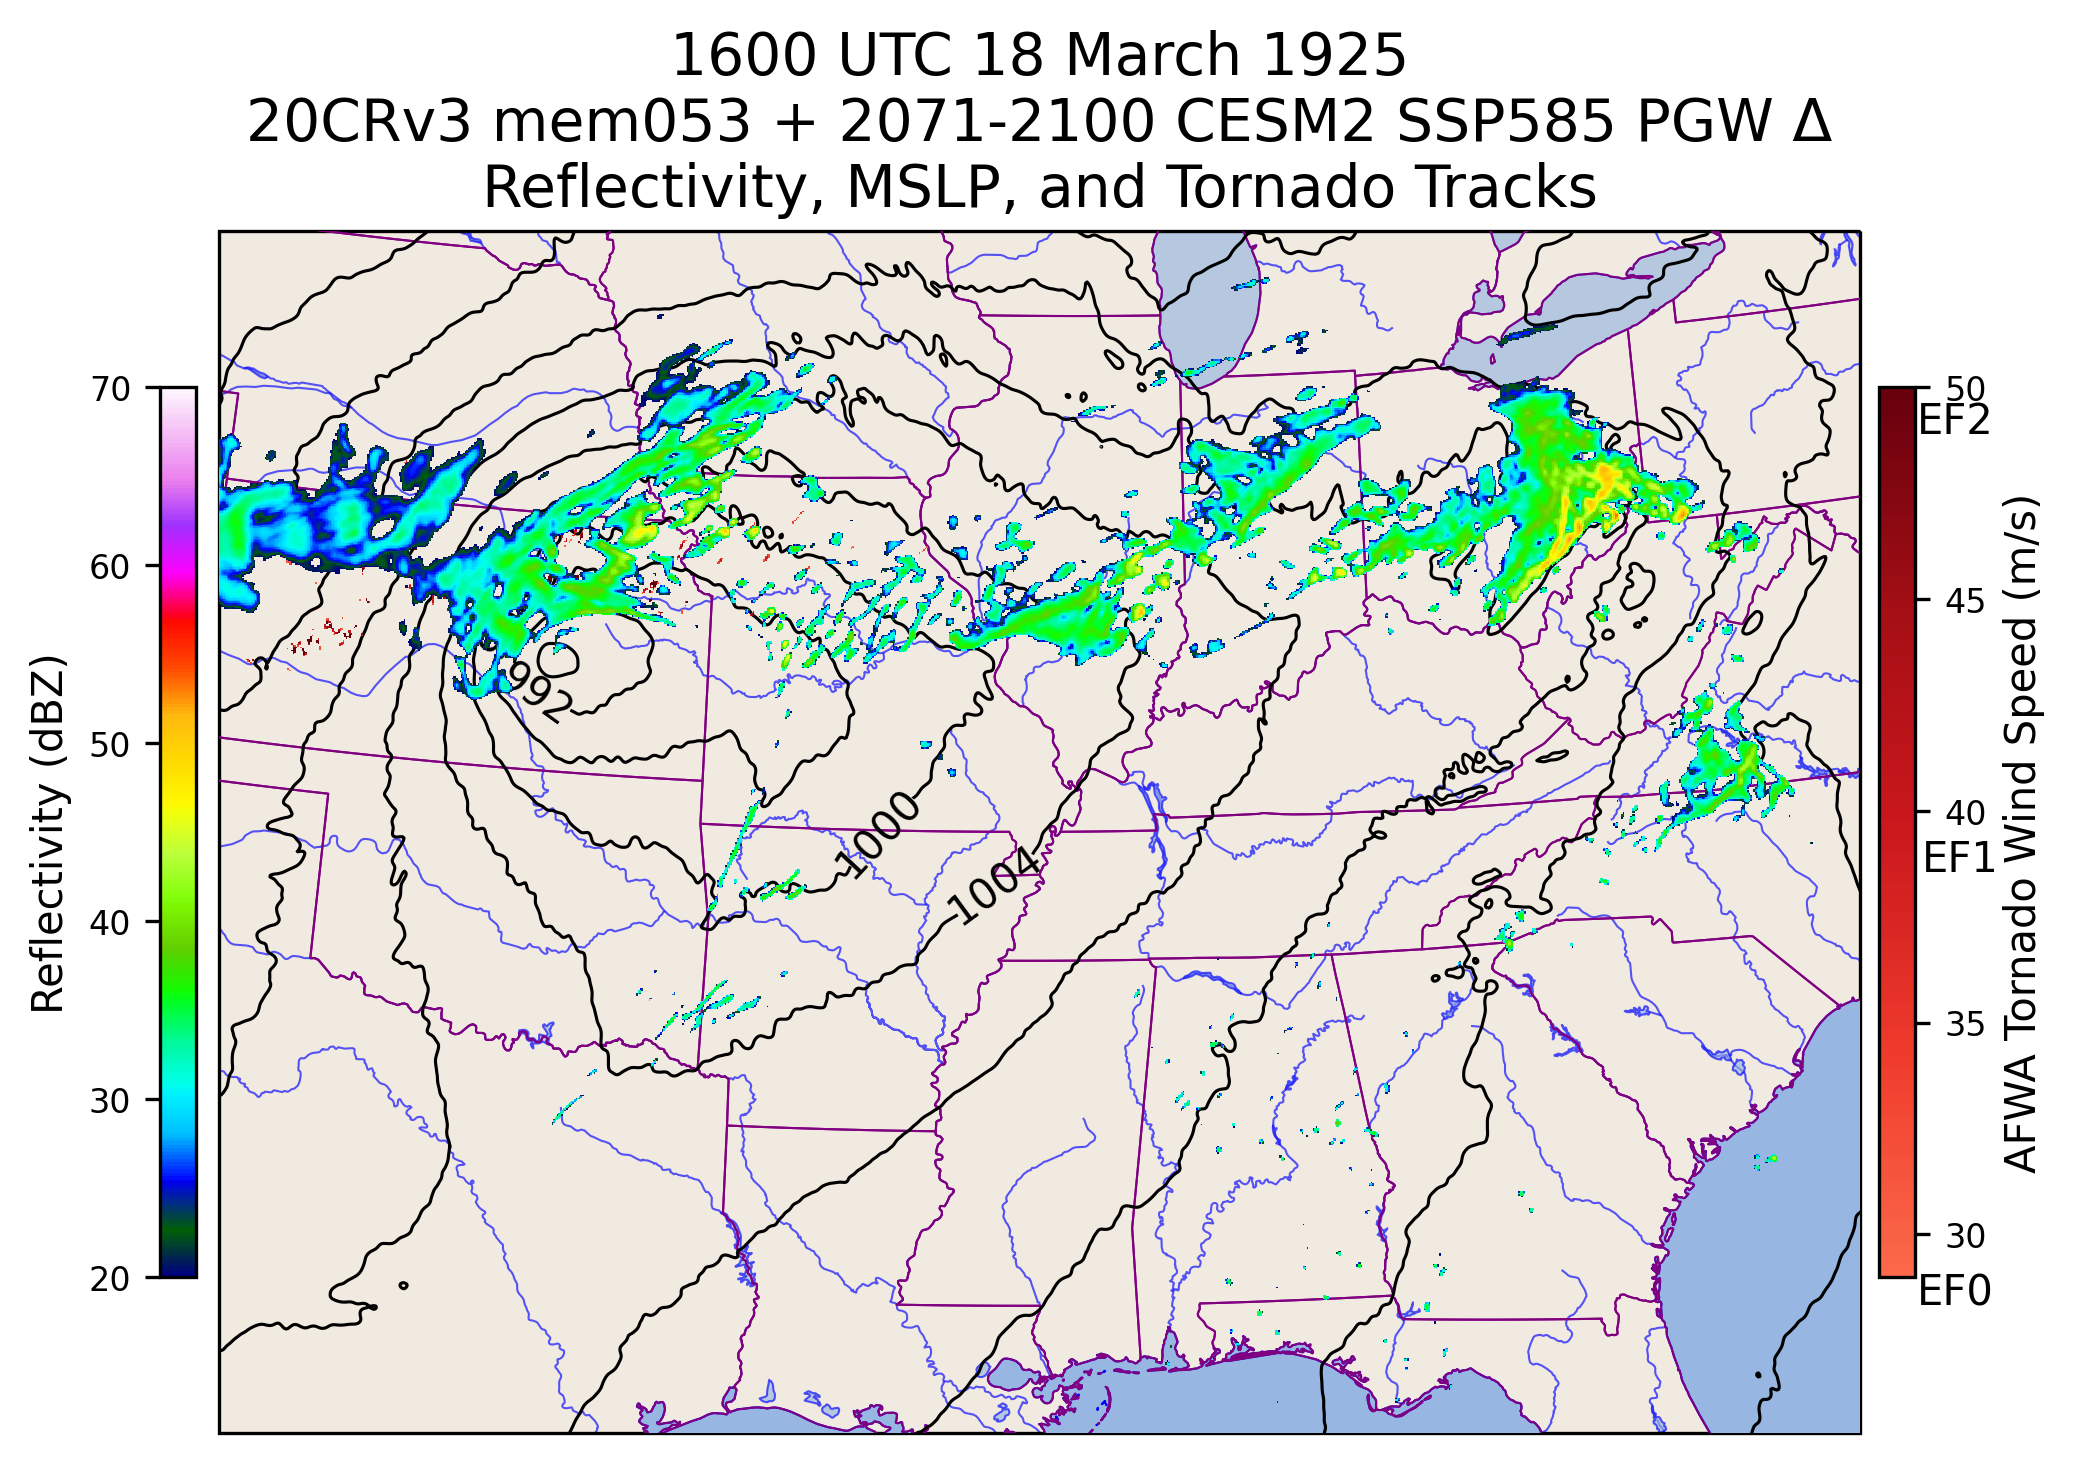 1600 UTC 18 March 1925
20CRv3 mem053 + 2071-2100 CESM2 SSP585 PGW Δ
Reflectivity, MSLP, and Tornado Tracks
70
60
50
40
30
20
Reflectivity (dBZ)
992
1000
1004
50
EF2
45
40
EF1
35
30
EF0
AFWA Tornado Wind Speed (m/s)